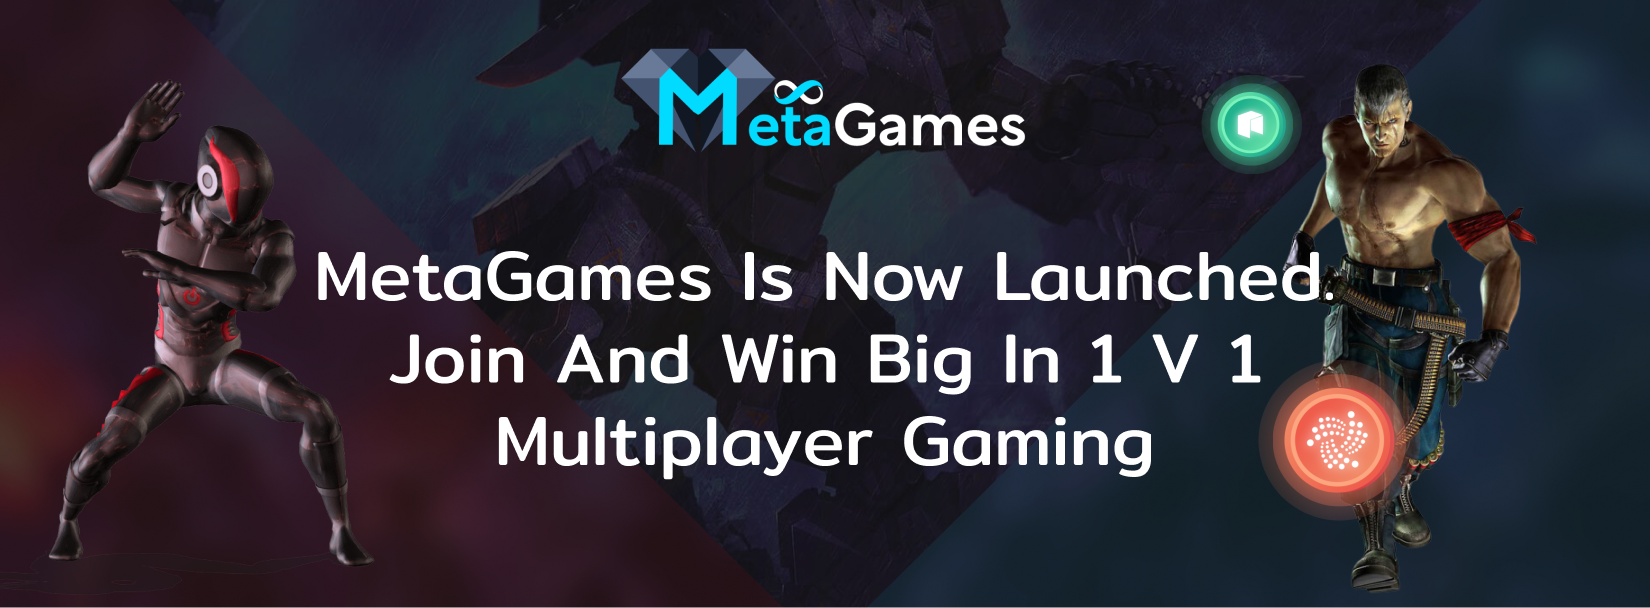 MetaGames
MetaGames Is Now Launched.
Join And Win Big In 1 V 1
Multiplayer Gaming